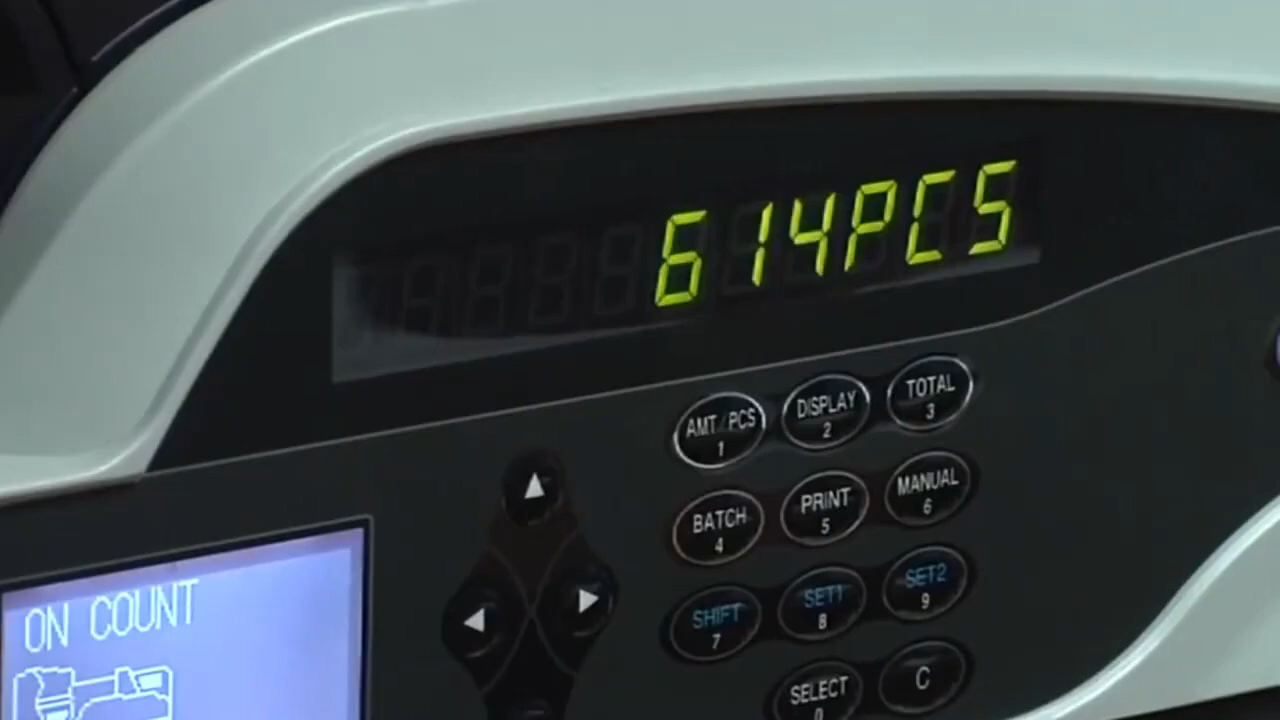 614PCS
AMT/PCS
1
DISPLAY
2
TOTAL
3
BATCH
4
PRINT
5
MANUAL
6
SHIFT
7
SET1
8
SET2
9
SELECT
0
C
ON COUNT